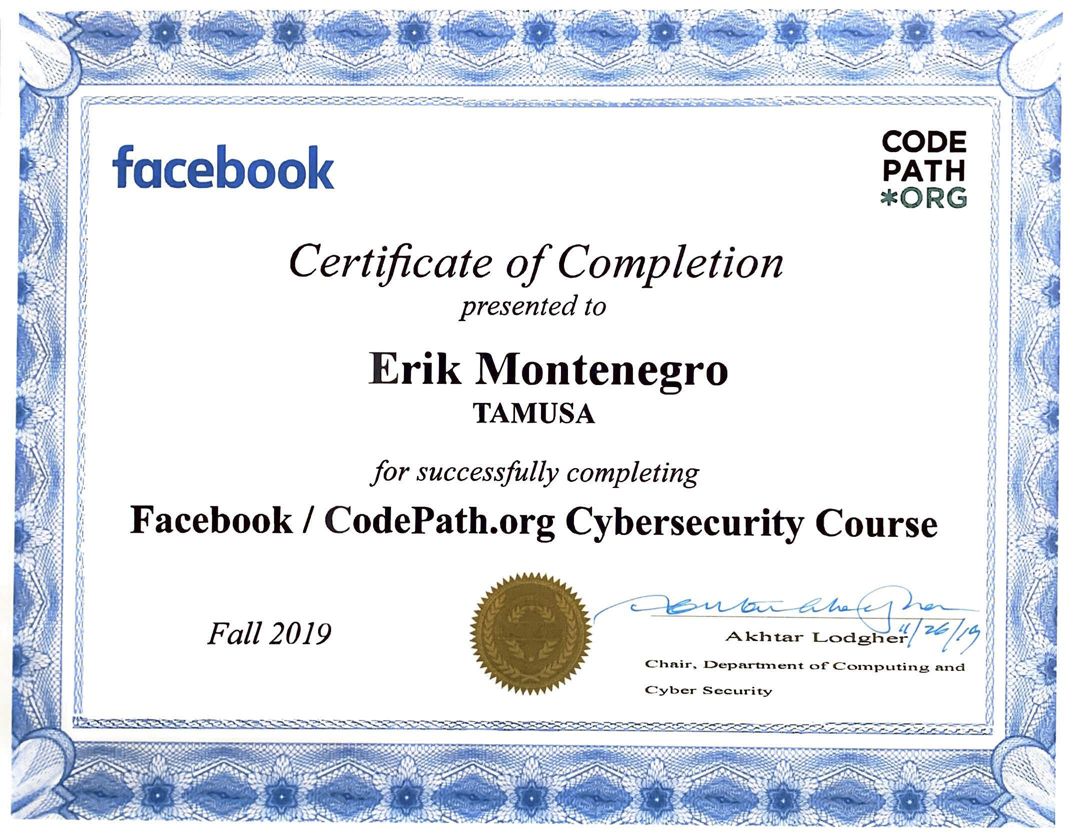 facebook
CODE
PATH
*ORG
Certificate of Completion
presented to
Erik Montenegro
TAMUSA
for successfully completing
Facebook / CodePath.org Cybersecurity Course
Fall 2019
11/26/19
Akhtar Lodgher
Chair, Department of Computing and
Cyber Security